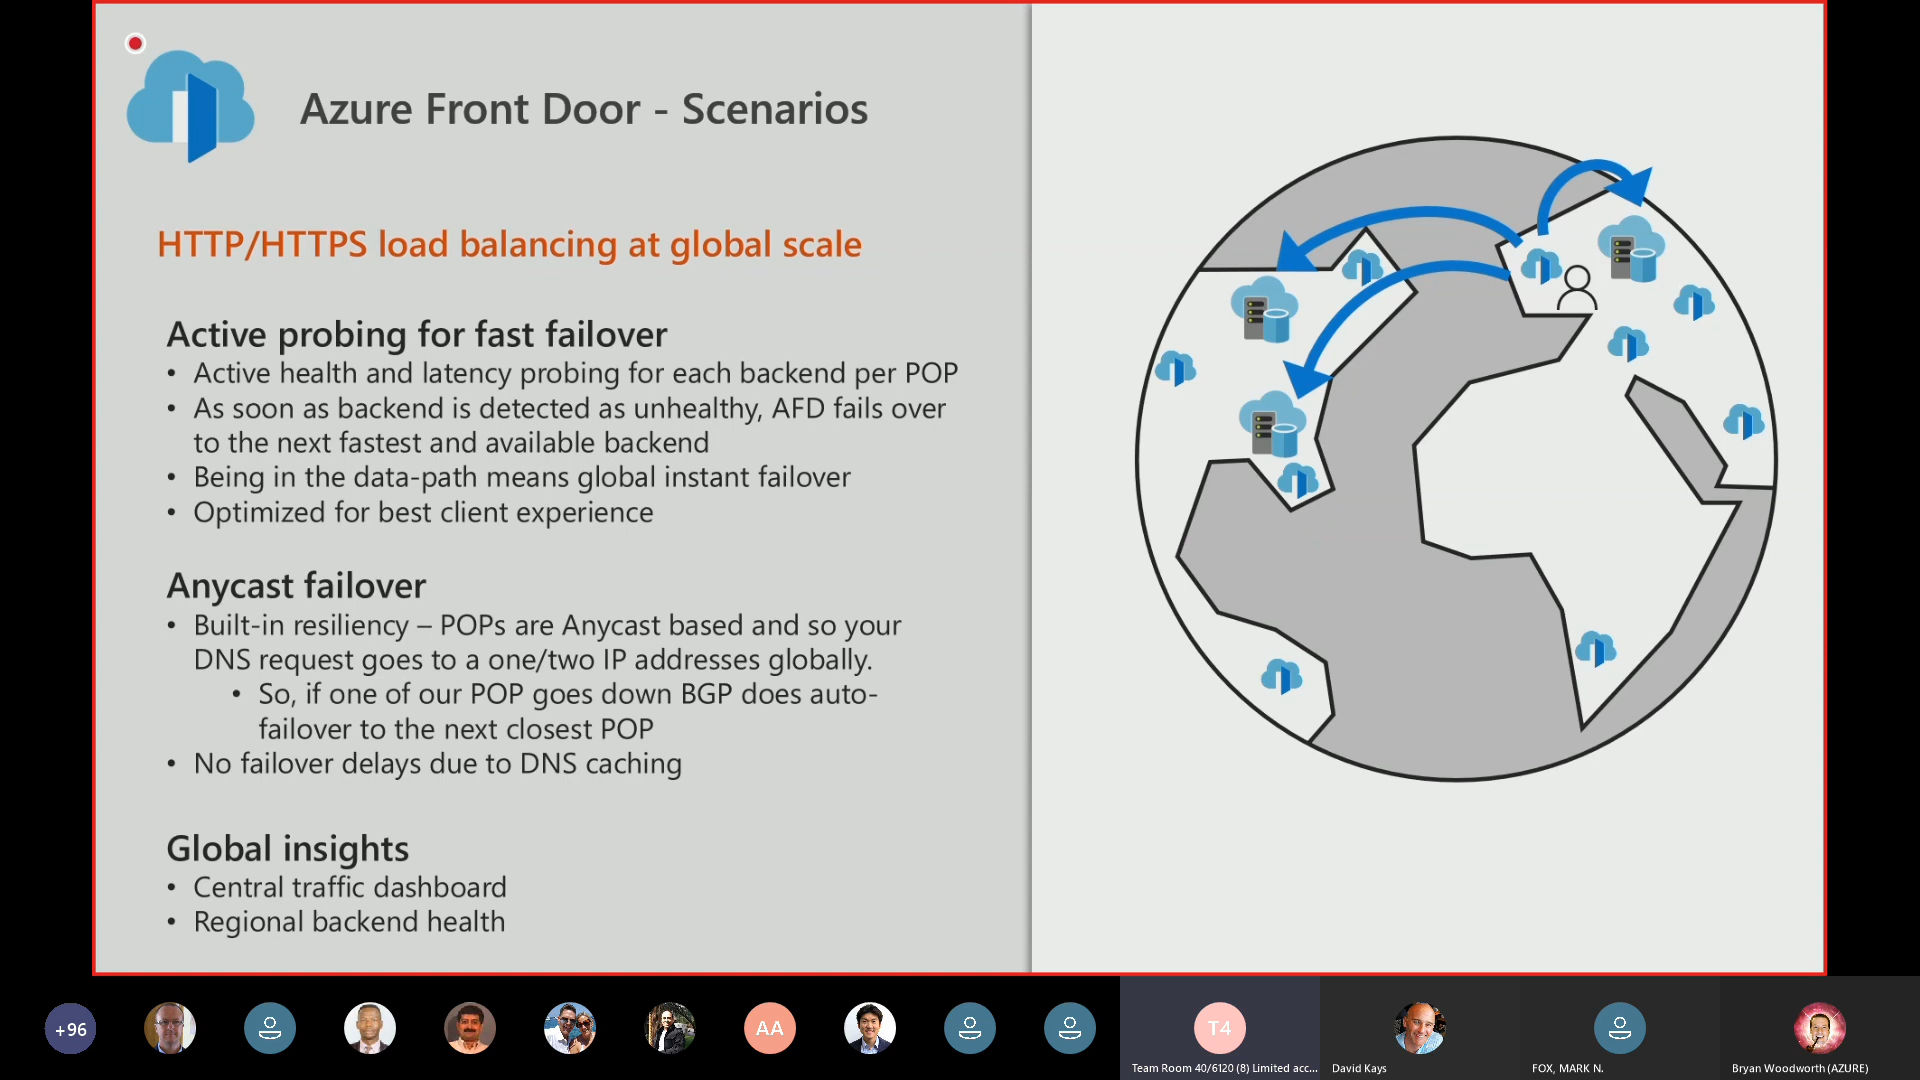 Azure Front Door - Scenarios
HTTP/HTTPS load balancing at global scale
Active probing for fast failover
• Active health and latency probing for each backend per POP
• As soon as backend is detected as unhealthy, AFD fails over
to the next fastest and available backend
• Being in the data-path means global instant failover
• Optimized for best client experience
Anycast failover
• Built-in resiliency – POPs are Anycast based and so your
DNS request goes to a one/two IP addresses globally.
• So, if one of our POP goes down BGP does auto-
failover to the next closest POP
• No failover delays due to DNS caching
Global insights
• Central traffic dashboard
• Regional backend health
+96
AA
T4
Team Room 40/6120 (8) Limited acc...
David Kays
FOX, MARK N.
Bryan Woodworth (AZURE)